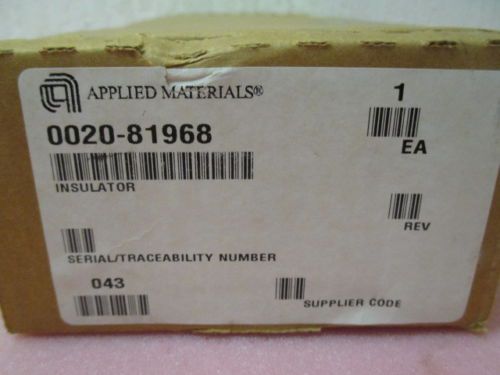 APPLIED MATERIALS®
1
0020-81968
EA
INSULATOR
REV
SERIAL/TRACEABILITY NUMBER
043
SUPPLIER CODE